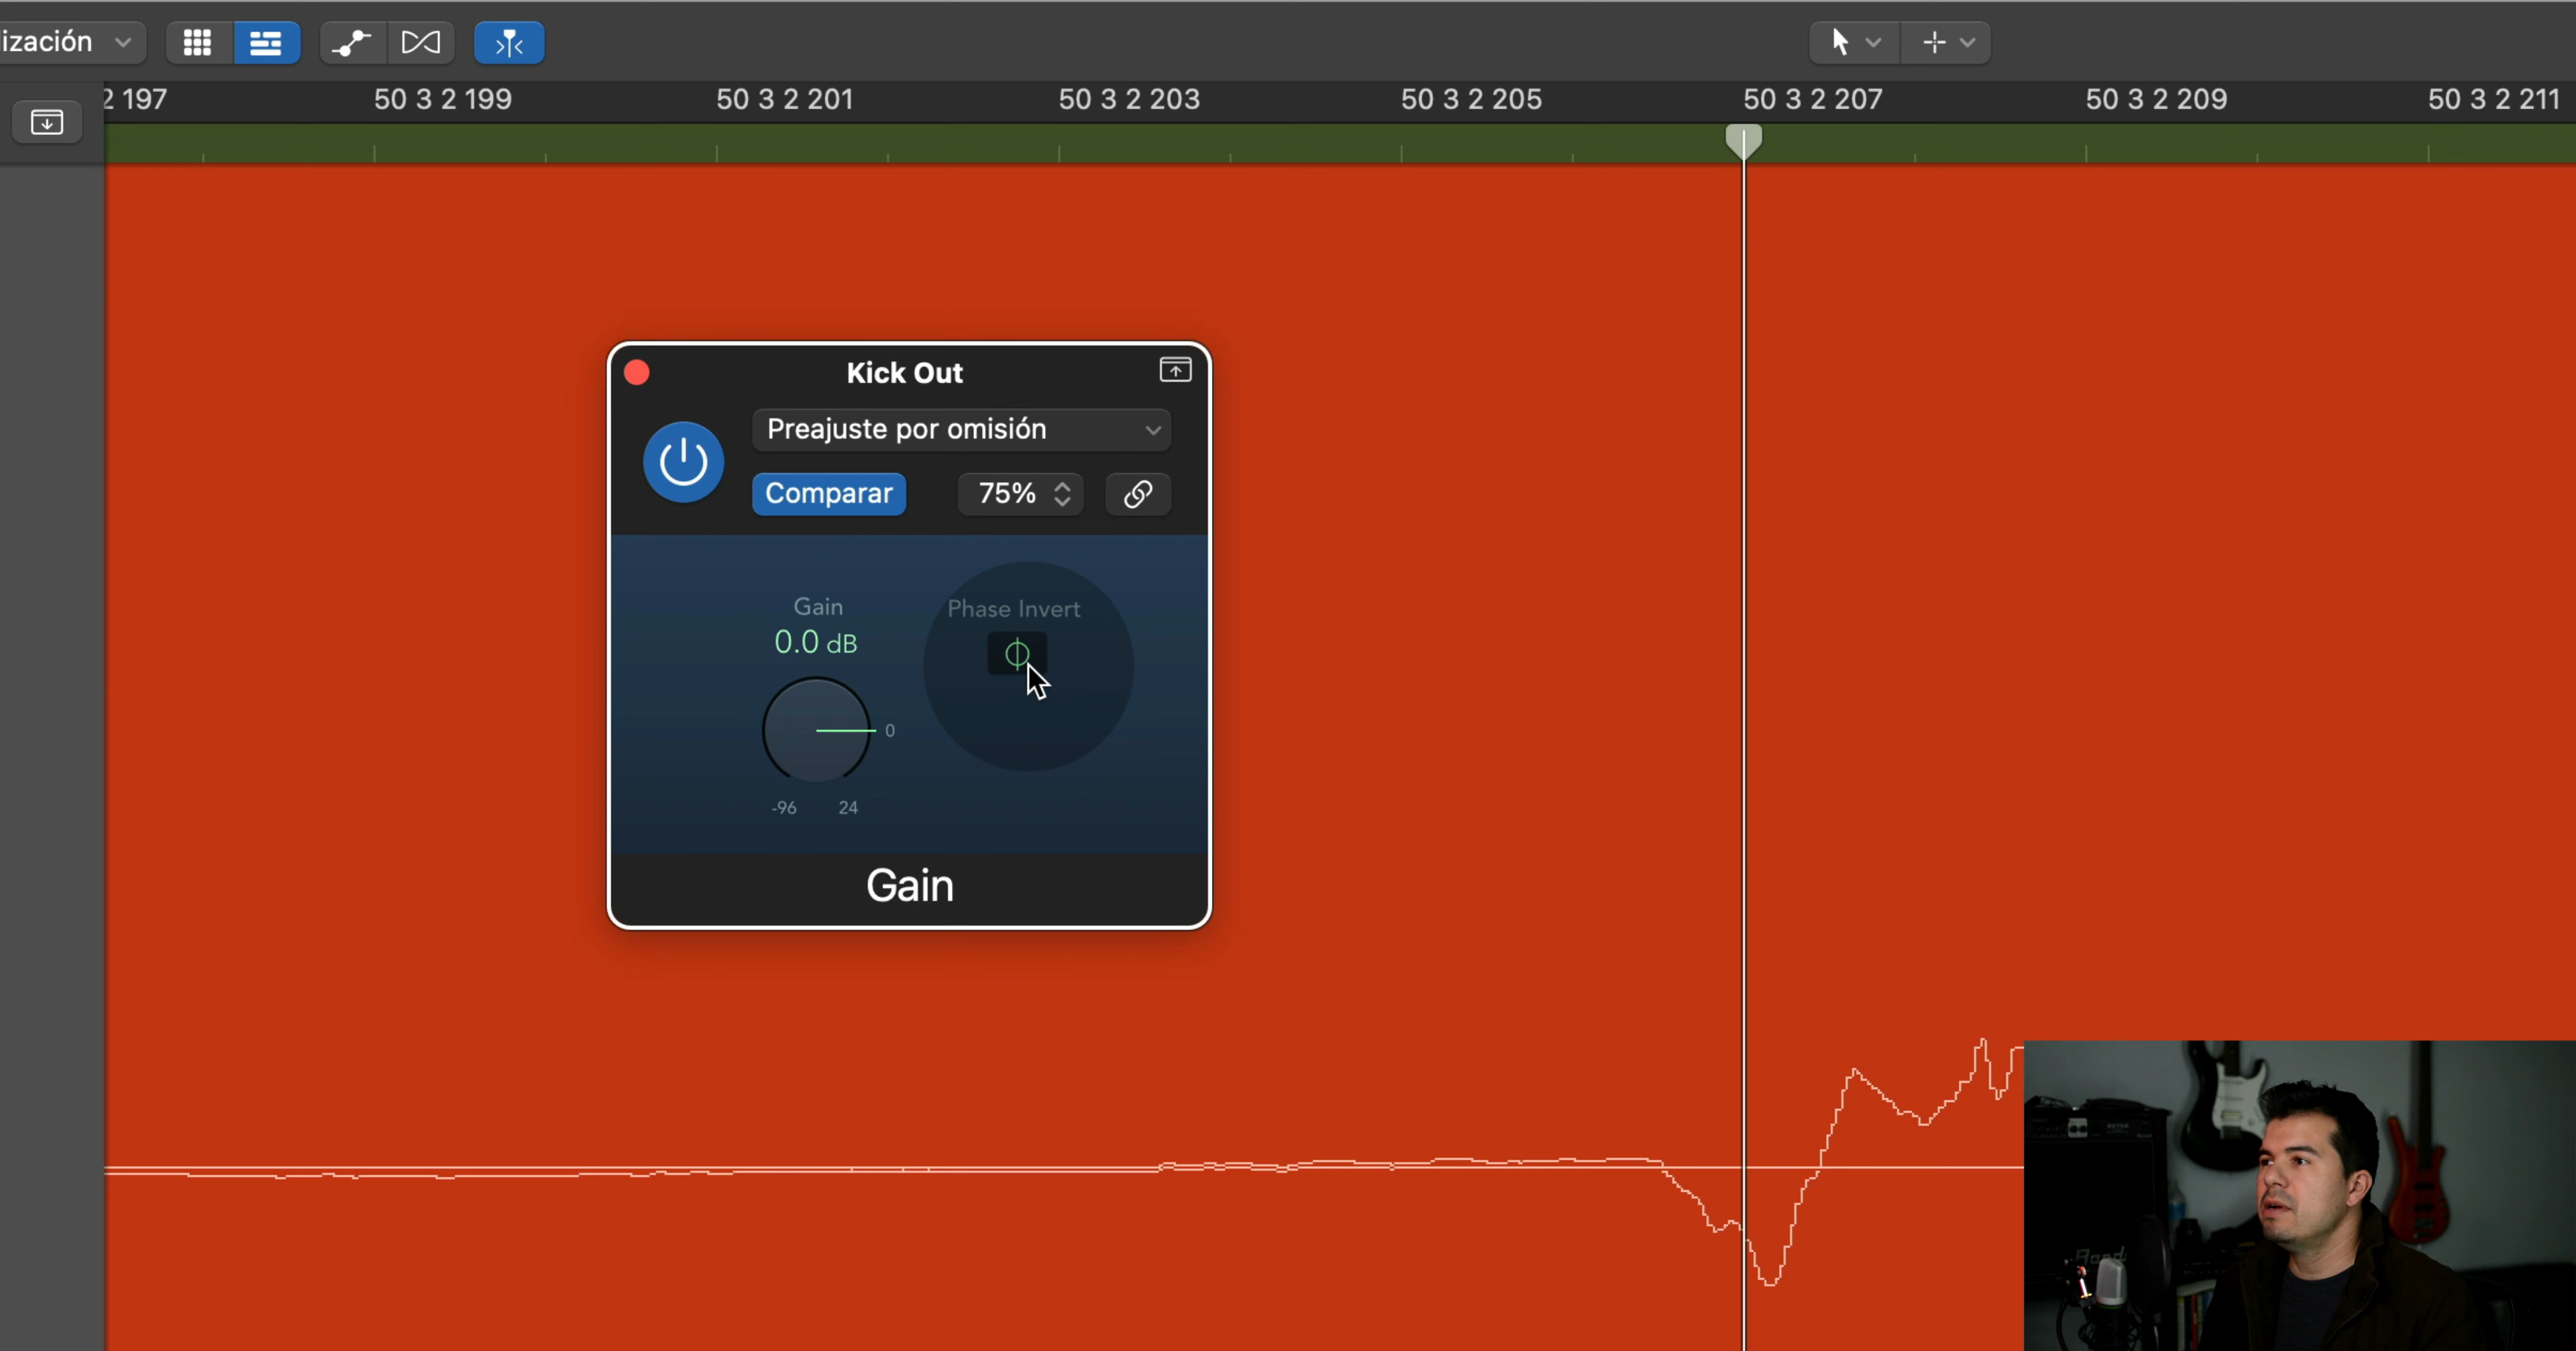 lización
2 197 50 3 2 199 50 3 2 201 50 3 2 203 50 3 2 205 50 3 2 207 50 3 2 209 50 3 2 211
Kick Out
Preajuste por omisión
Comparar 75%
Gain Phase Invert
0.0 dB
0
-96 24
Gain